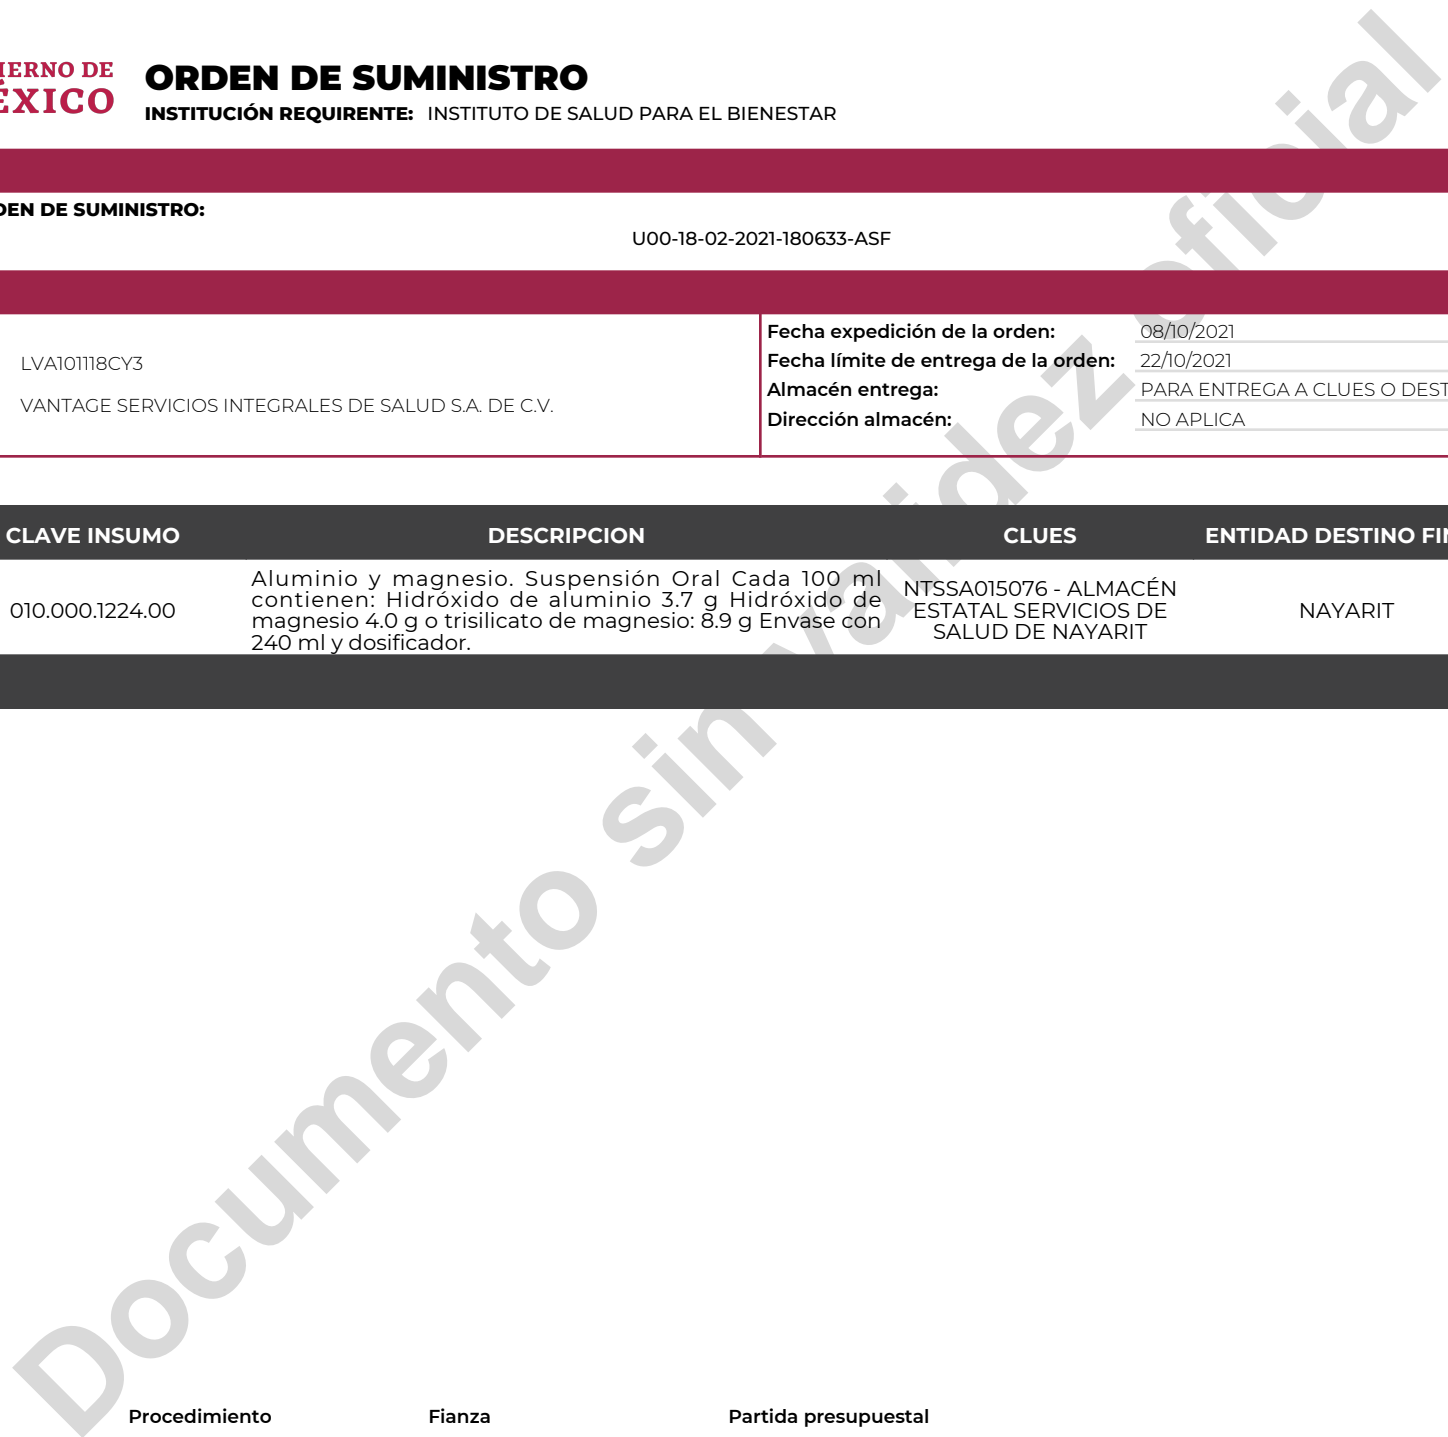 IERNO DE
ÉXICO
ORDEN DE SUMINISTRO
INSTITUCIÓN REQUIRENTE: INSTITUTO DE SALUD PARA EL BIENESTAR
DEN DE SUMINISTRO:
U00-18-02-2021-180633-ASF
LVA101118CY3
VANTAGE SERVICIOS INTEGRALES DE SALUD S.A. DE C.V.
Fecha expedición de la orden: 08/10/2021
Fecha límite de entrega de la orden: 22/10/2021
Almacén entrega: PARA ENTREGA A CLUES O DEST
Dirección almacén: NO APLICA
CLAVE INSUMO DESCRIPCION CLUES ENTIDAD DESTINO FIN
010.000.1224.00
Aluminio y magnesio. Suspensión Oral Cada 100 ml
contienen: Hidróxido de aluminio 3.7 g Hidróxido de
magnesio 4.0 g o trisilicato de magnesio: 8.9 g Envase con
240 ml y dosificador.
NTSSA015076 - ALMACÉN
ESTATAL SERVICIOS DE
SALUD DE NAYARIT
NAYARIT
Documento sin validez oficial
Procedimiento Fianza Partida presupuestal